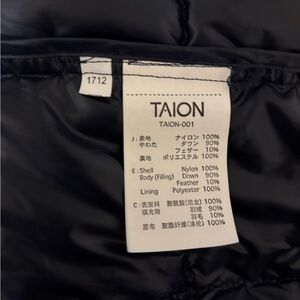 1712
TAION
TAION-001
J : 表地 ナイロン 100%
中わた ダウン 90%
フェザー 10%
裏地 ポリエステル 100%
E : Shell Nylon 100%
Body (Filling) Down 90%
Feather 10%
Lining Polyester 100%
C : 表面料 聚酰胺(尼龙) 100%
填充物 羽绒 90%
羽毛 10%
里布 聚酯纤维(涤纶) 100%